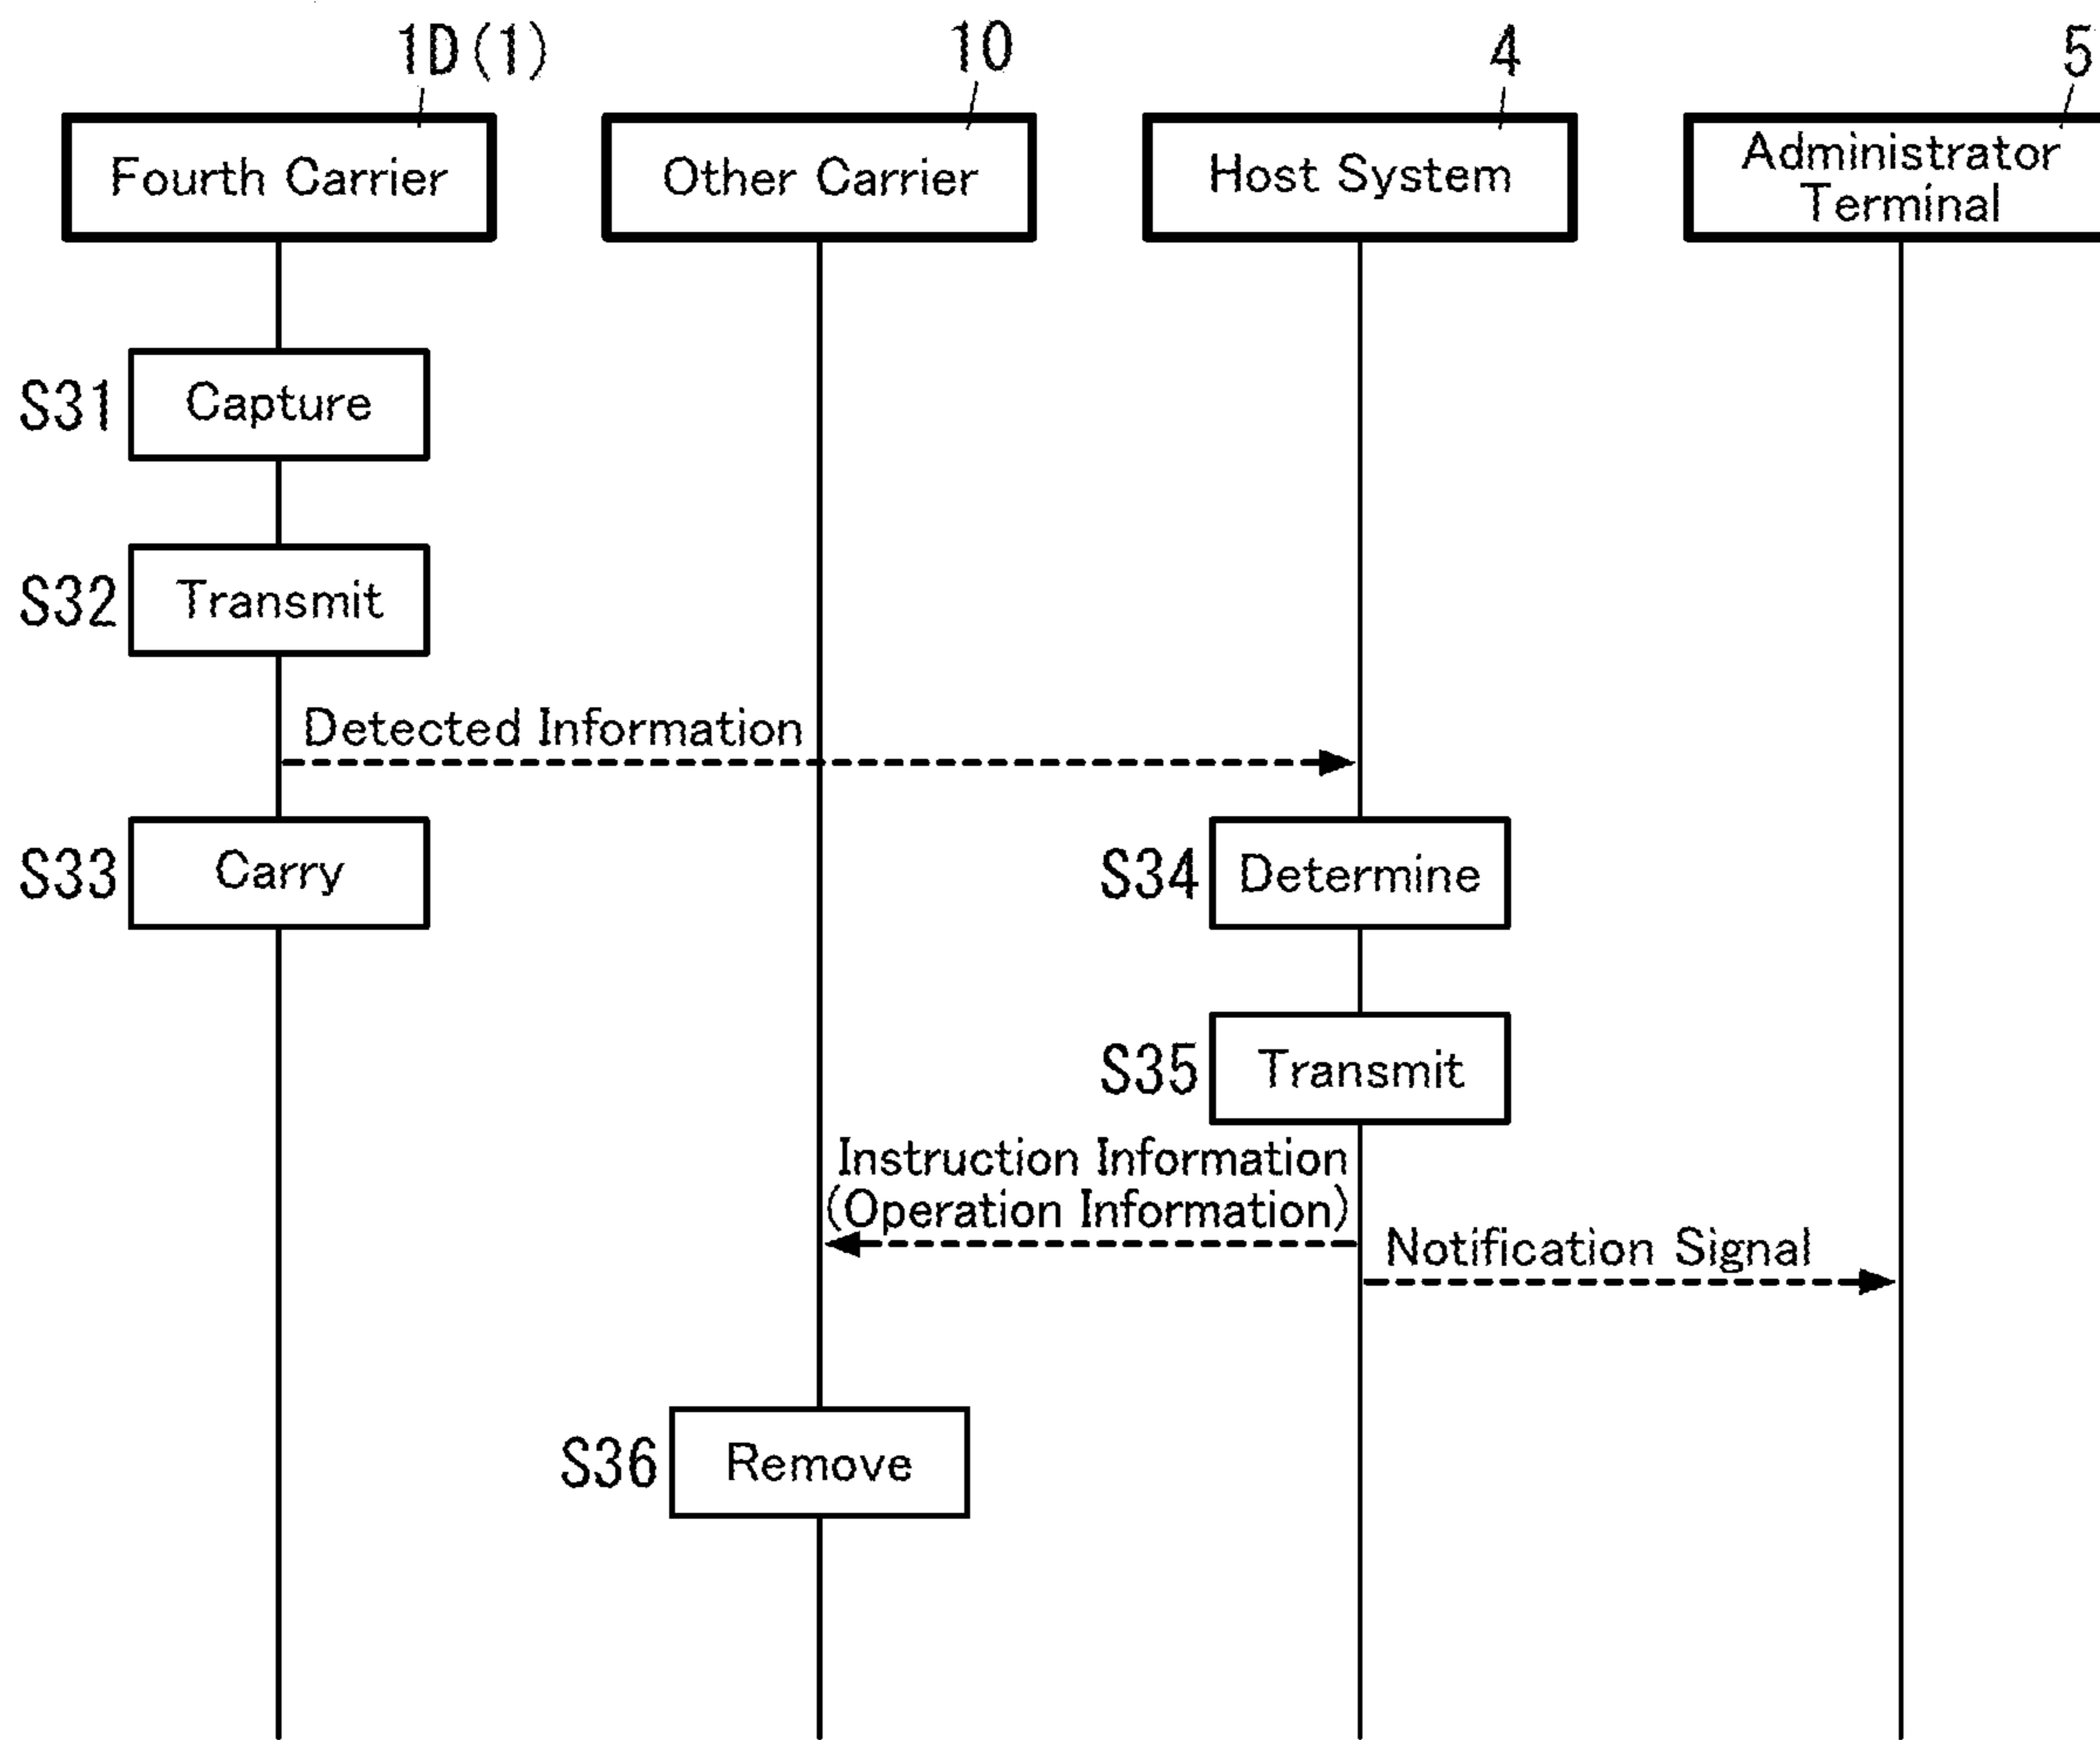 1D(1)
10
4
5
Fourth Carrier
Other Carrier
Host System
Administrator
Terminal
S31
Capture
S32
Transmit
Detected Information
S33
Carry
S34
Determine
S35
Transmit
Instruction Information
(Operation Information)
Notification Signal
S36
Remove